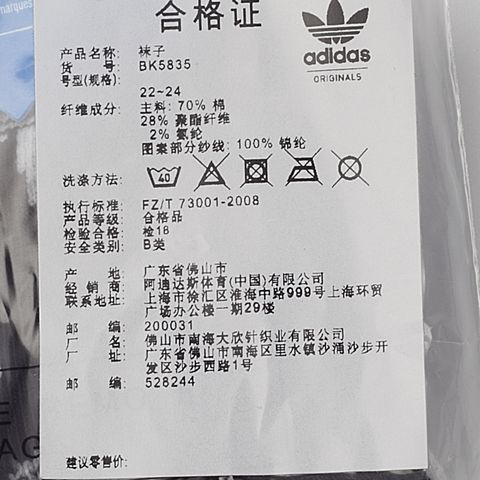 marques
合格证
adidas
ORIGINALS
产品名称: 袜子
货 号: BK5835
号型(规格):
22~24
纤维成分: 主料: 70% 棉
28% 聚酯纤维
2% 氨纶
图案部分纱线: 100% 锦纶
洗涤方法: 40
执行标准: FZ/T 73001-2008
产品等级: 合格品
检验合格: 检18
安全类别: B类
产 地: 广东省佛山市
经 销 商: 阿迪达斯体育(中国)有限公司
联系地址: 上海市徐汇区淮海中路999号上海环贸
广场办公楼一期29楼
邮 编: 200031
厂 名: 佛山市南海大欣针织业有限公司
厂 址: 广东省佛山市南海区里水镇沙涌沙步开
发区沙步西路1号
邮 编: 528244
E
AG
建议零售价: